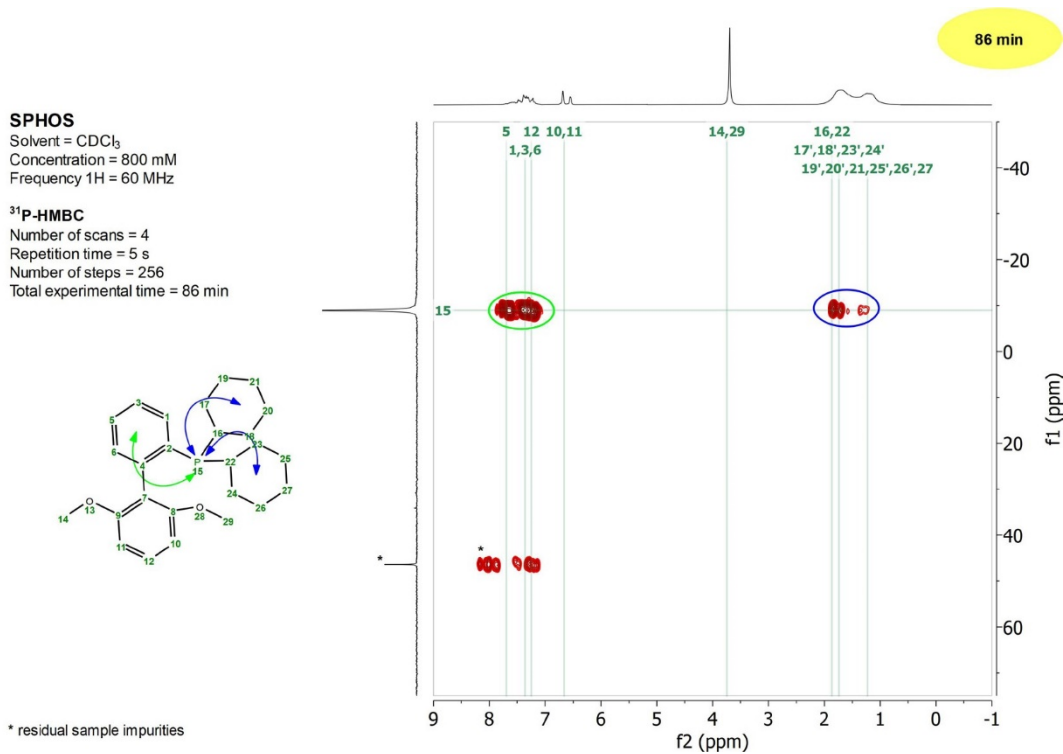 86 min
SPHOS
Solvent = CDCl₃
Concentration = 800 mM
Frequency 1H = 60 MHz
³¹P-HMBC
Number of scans = 4
Repetition time = 5 s
Number of steps = 256
Total experimental time = 86 min
5 12 10,11 14,29 16,22
1,3,6 17',18',23',24'
19',20',21,25',26',27
15
-40
-20
0
20
40
60
f1 (ppm)
*
*
9 8 7 6 5 4 3 2 1 0 -1
f2 (ppm)
19 21
3 17 20
5 1
16 18
6 2 23
4 P 22 25
15
7 24 27
O O 26
14 13 9 8 28 29
11 10
12
* residual sample impurities